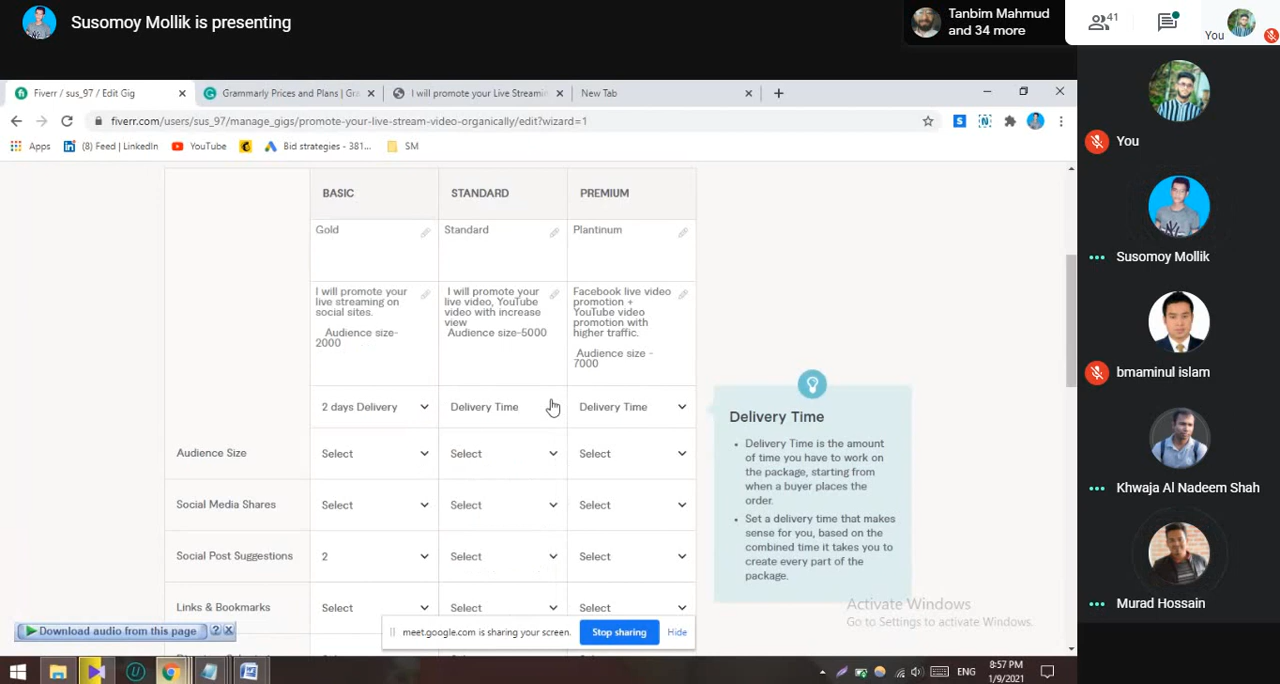 Susomoy Mollik is presenting
Tanbim Mahmud
and 34 more
41
You
Fiverr / sus_97 / Edit Gig
Grammarly Prices and Plans | Gra
I will promote your Live Streamin
New Tab
fiverr.com/users/sus_97/manage_gigs/promote-your-live-stream-video-organically/edit?wizard=1
Apps
(8) Feed | LinkedIn
YouTube
Bid strategies - 381...
SM
BASIC
STANDARD
PREMIUM
Gold
Standard
Plantinum
I will promote your
live streaming on
social sites.
Audience size-
2000
I will promote your
live video, YouTube
video with increase
view
Audience size-5000
Facebook live video
promotion +
YouTube video
promotion with
higher traffic.
Audience size -
7000
2 days Delivery
Delivery Time
Delivery Time
Audience Size
Select
Select
Select
Social Media Shares
Select
Select
Select
Social Post Suggestions
2
Select
Select
Links & Bookmarks
Select
Select
Select
Delivery Time
• Delivery Time is the amount
of time you have to work on
the package, starting from
when a buyer places the
order.
• Set a delivery time that makes
sense for you, based on the
combined time it takes you to
create every part of the
package.
Activate Windows
Go to Settings to activate Windows.
Download audio from this page
meet.google.com is sharing your screen.
Stop sharing
Hide
ENG
8:57 PM
1/9/2021
You
Susomoy Mollik
bmaminul islam
Khwaja Al Nadeem Shah
Murad Hossain